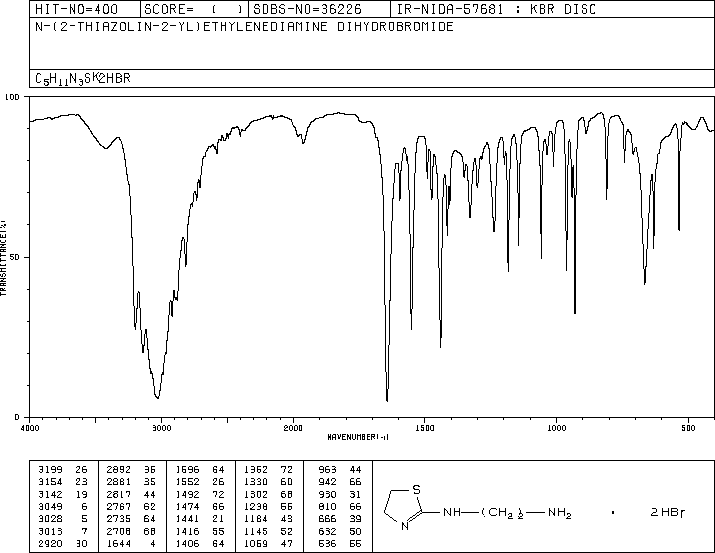 HIT-NO=400 SCORE= ( ) SDBS-NO=36226 IR-NIDA-57681 : KBR DISC
N-(2-THIAZOLIN-2-YL)ETHYLENEDIAMINE DIHYDROBROMIDE
C5H11N3SK2HBR
100
50
0
TRANSMITTANCE(%)
4000 3000 2000 1500 1000 500
WAVENUMBER(-1)
3199 26 2892 36 1596 64 1362 72 963 44
3154 23 2881 35 1552 26 1330 60 942 66
3142 19 2817 44 1492 72 1302 68 930 31
3049 6 2767 62 1474 66 1238 55 810 66
3028 5 2735 64 1441 21 1184 43 666 39
3013 7 2708 68 1416 55 1145 52 632 50
2920 30 1644 4 1406 64 1059 47 536 55
S
N
NH (CH2)2 NH2 · 2HBr